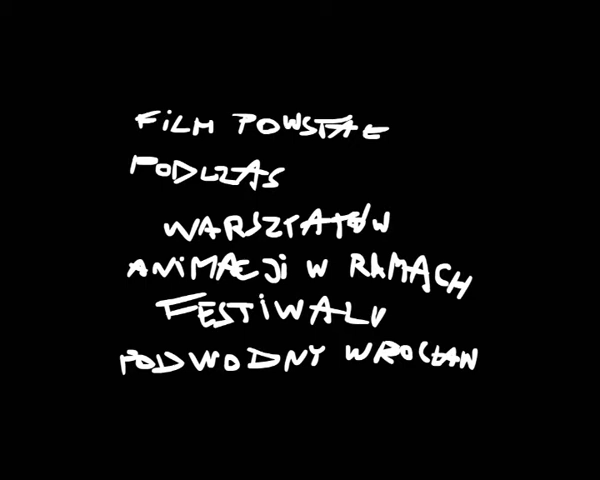 FILM POWSTAŁ
PODCZAS
WARSZTATÓW
ANIMACJI W RAMACH
FESTIWALU
PODWODNY WROCŁAW